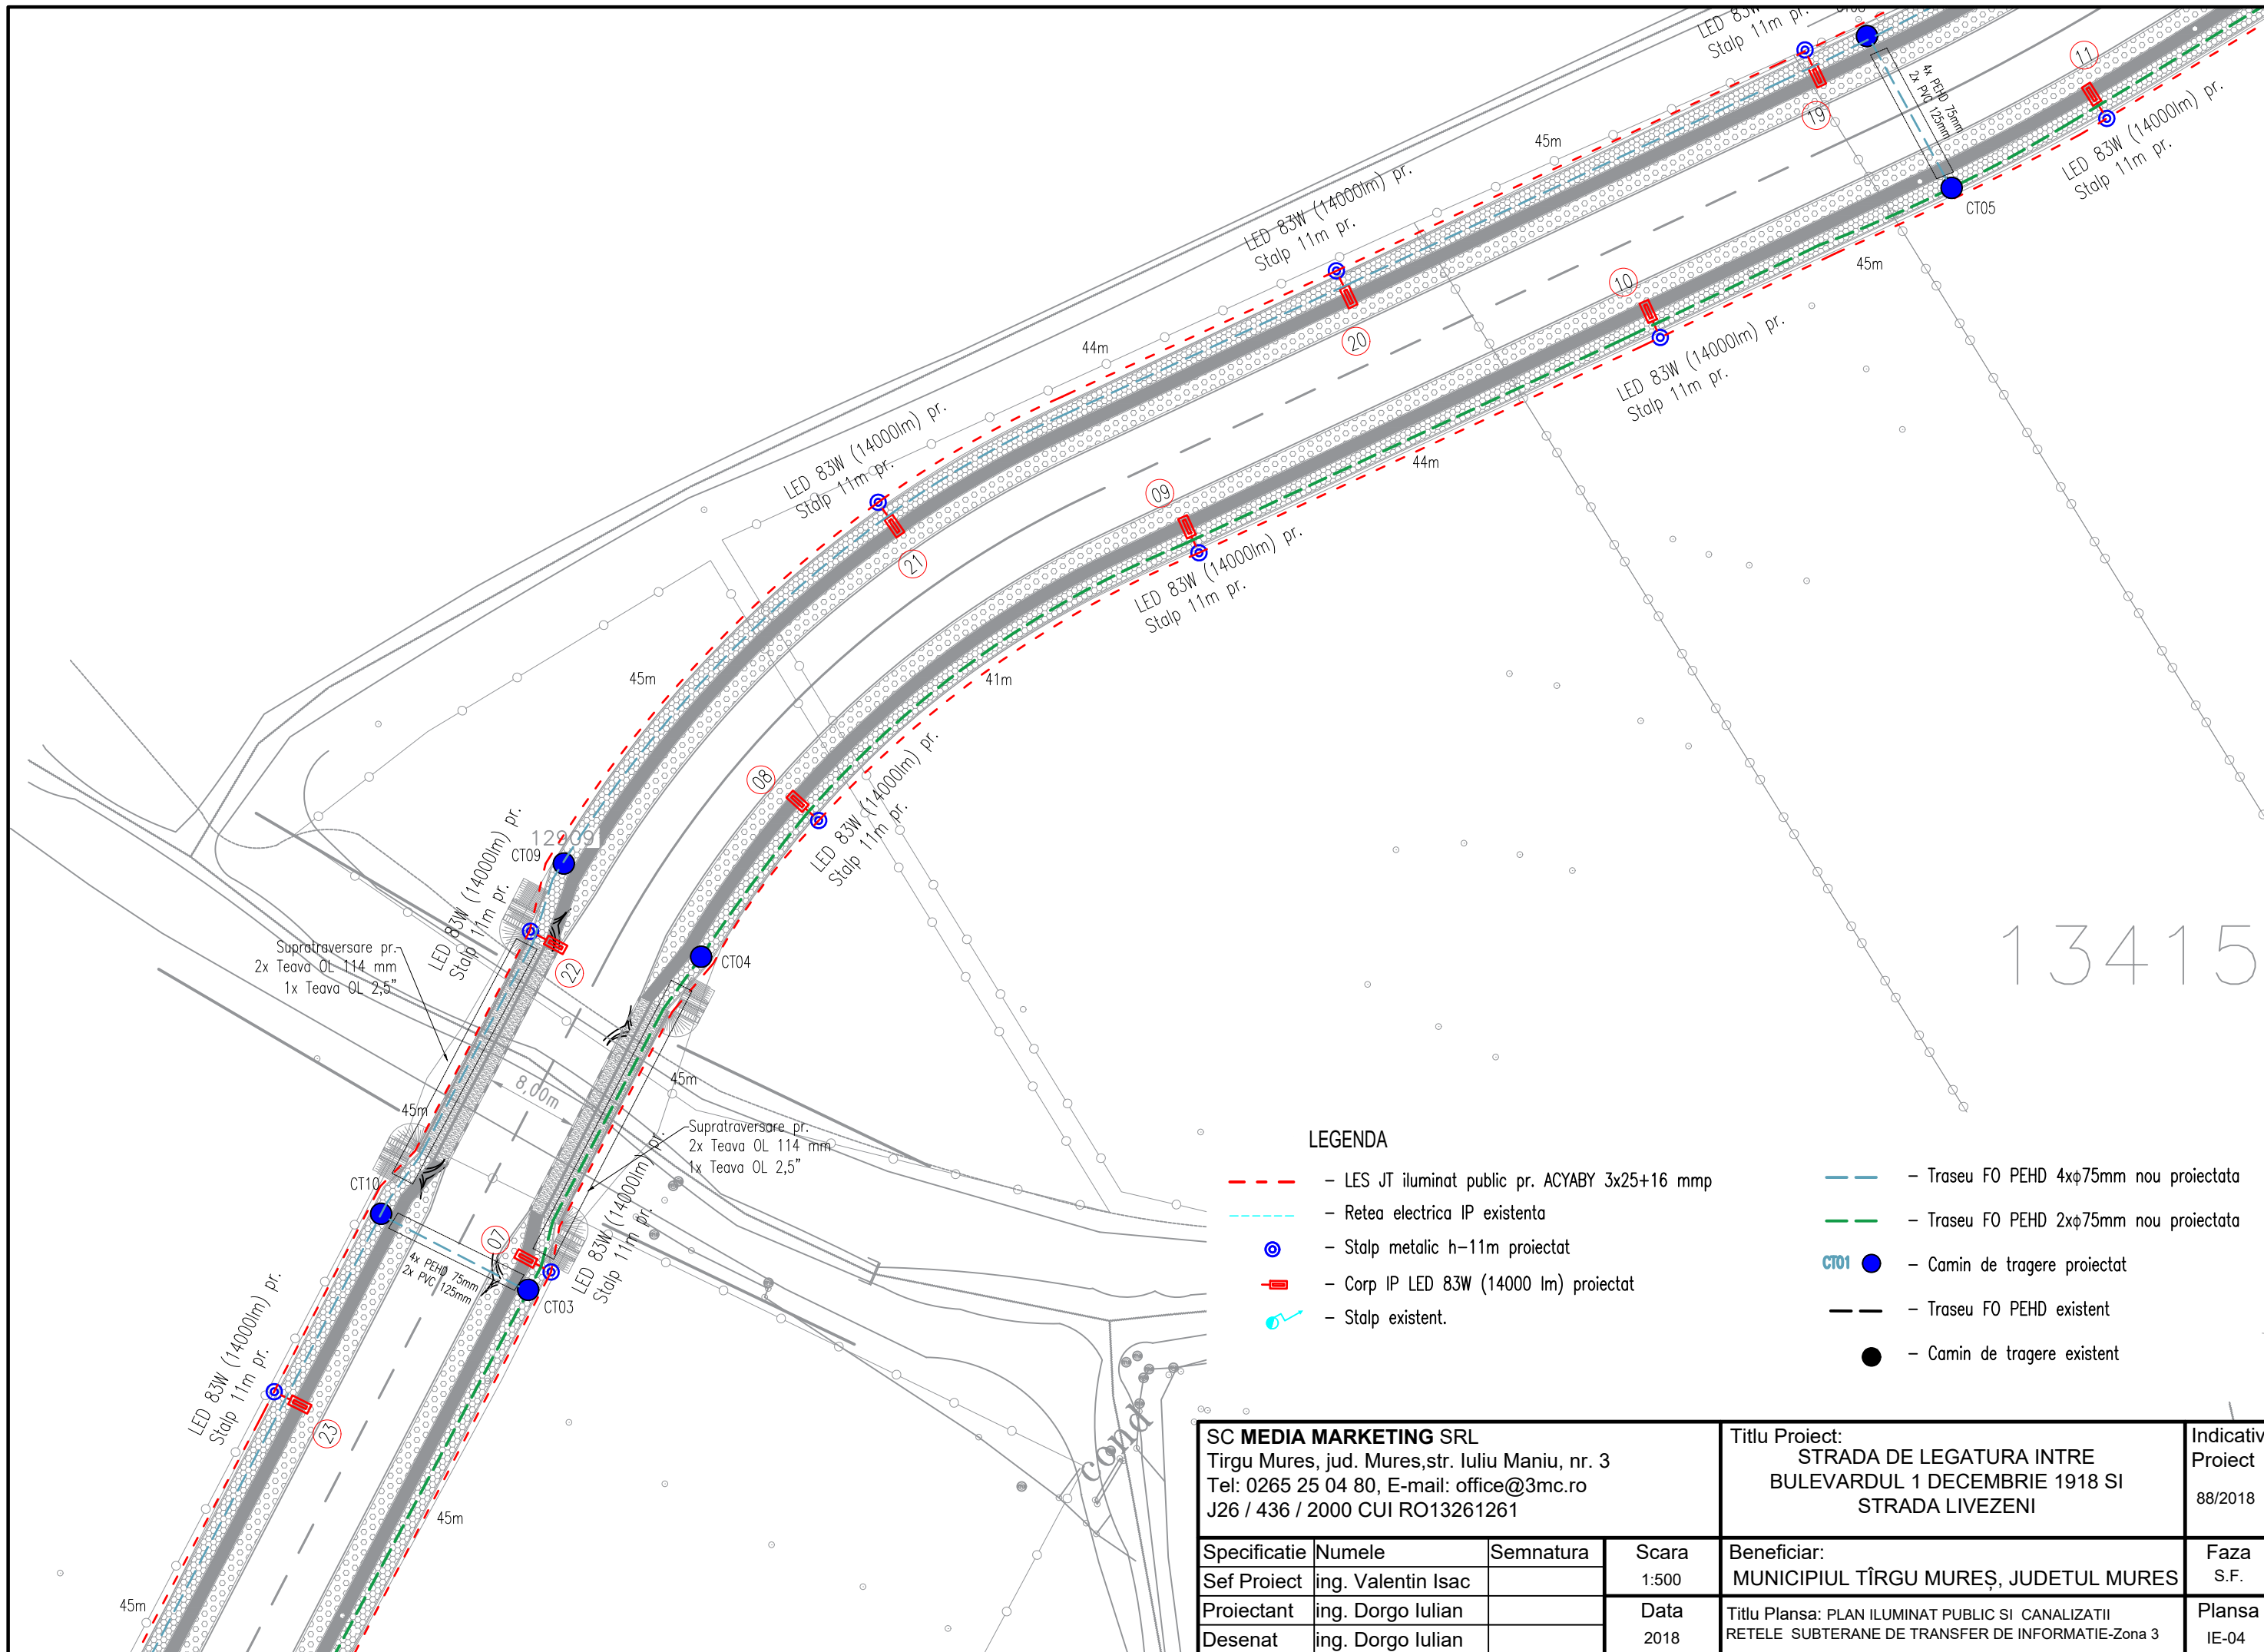 LED 83W
Stalp 11m pr.
19
4x PEHD 75mm
2x PVC 125mm
11
LED 83W (14000lm) pr.
Stalp 11m pr.
CT05
45m
45m
LED 83W (14000lm) pr.
Stalp 11m pr.
20
10
LED 83W (14000lm) pr.
Stalp 11m pr.
44m
44m
LED 83W (14000lm) pr.
Stalp 11m pr.
21
09
LED 83W (14000lm) pr.
Stalp 11m pr.
45m
41m
08
LED 83W (14000lm) pr.
Stalp 11m pr.
12909
CT09
LED 83W (14000lm) pr.
Stalp 11m pr.
22
CT04
13415
Supratraversare pr.
2x Teava OL 114 mm
1x Teava OL 2,5"
8,00m
45m
45m
Supratraversare pr.
2x Teava OL 114 mm
1x Teava OL 2,5"
CT10
07
4x PEHD 75mm
2x PVC 125mm
CT03
LED 83W (14000lm) pr.
Stalp 11m pr.
LED 83W (14000lm) pr.
Stalp 11m pr.
23
45m
45m
cond
LEGENDA
– LES JT iluminat public pr. ACYABY 3x25+16 mmp
– Retea electrica IP existenta
– Stalp metalic h-11m proiectat
– Corp IP LED 83W (14000 lm) proiectat
– Stalp existent.
– Traseu FO PEHD 4xφ75mm nou proiectata
– Traseu FO PEHD 2xφ75mm nou proiectata
CT01 – Camin de tragere proiectat
– Traseu FO PEHD existent
– Camin de tragere existent
SC MEDIA MARKETING SRL
Tirgu Mures, jud. Mures,str. Iuliu Maniu, nr. 3
Tel: 0265 25 04 80, E-mail: office@3mc.ro
J26 / 436 / 2000 CUI RO13261261
Titlu Proiect:
STRADA DE LEGATURA INTRE
BULEVARDUL 1 DECEMBRIE 1918 SI
STRADA LIVEZENI
Indicativ
Proiect
88/2018
Specificatie Numele Semnatura
Sef Proiect ing. Valentin Isac
Proiectant ing. Dorgo Iulian
Desenat ing. Dorgo Iulian
Scara
1:500
Data
2018
Beneficiar:
MUNICIPIUL TÎRGU MUREȘ, JUDETUL MURES
Faza
S.F.
Titlu Plansa: PLAN ILUMINAT PUBLIC SI CANALIZATII
RETELE SUBTERANE DE TRANSFER DE INFORMATIE-Zona 3
Plansa
IE-04